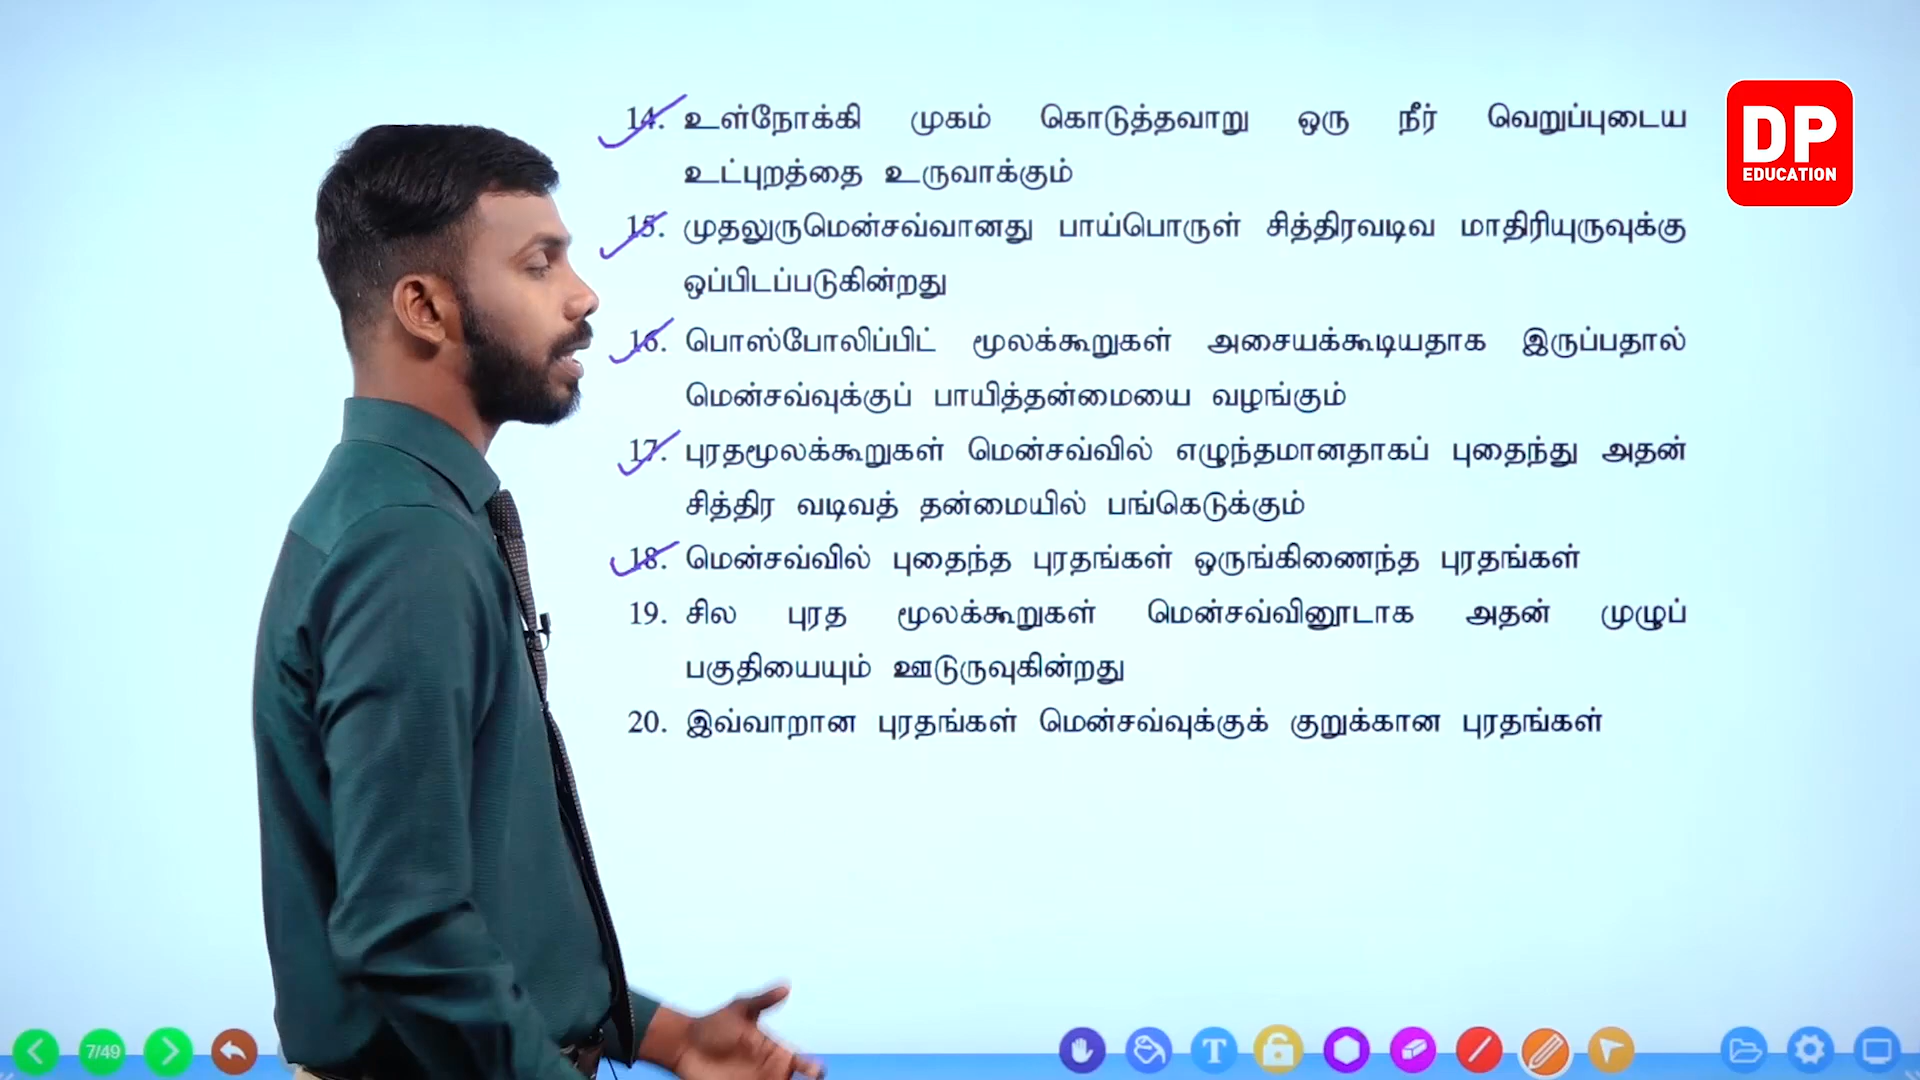 DP
EDUCATION
14. உள்நோக்கி முகம் கொடுத்தவாறு ஒரு நீர் வெறுப்புடைய
உட்புறத்தை உருவாக்கும்
15. முதலுருமென்சவ்வானது பாய்பொருள் சித்திரவடிவ மாதிரியுருவுக்கு
ஒப்பிடப்படுகின்றது
16. பொஸ்போலிப்பிட் மூலக்கூறுகள் அசையக்கூடியதாக இருப்பதால்
மென்சவ்வுக்குப் பாயித்தன்மையை வழங்கும்
17. புரதமூலக்கூறுகள் மென்சவ்வில் எழுந்தமானதாகப் புதைந்து அதன்
சித்திர வடிவத் தன்மையில் பங்கெடுக்கும்
18. மென்சவ்வில் புதைந்த புரதங்கள் ஒருங்கிணைந்த புரதங்கள்
19. சில புரத மூலக்கூறுகள் மென்சவ்வினூடாக அதன் முழுப்
பகுதியையும் ஊடுருவுகின்றது
20. இவ்வாறான புரதங்கள் மென்சவ்வுக்குக் குறுக்கான புரதங்கள்
7/49
T